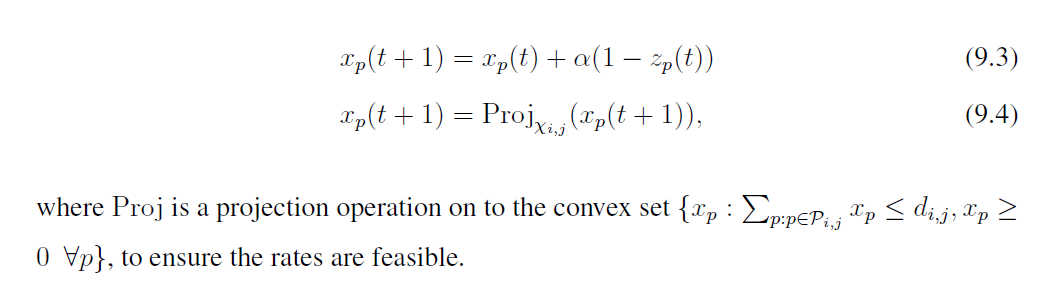 x_p(t + 1) = x_p(t) + α(1 − z_p(t)) (9.3)
x_p(t + 1) = Proj_{χ_{i,j}}(x_p(t + 1)), (9.4)
where Proj is a projection operation on to the convex set {x_p : ∑_{p:p∈𝒫_{i,j}} x_p ≤ d_{i,j}, x_p ≥
0 ∀p}, to ensure the rates are feasible.